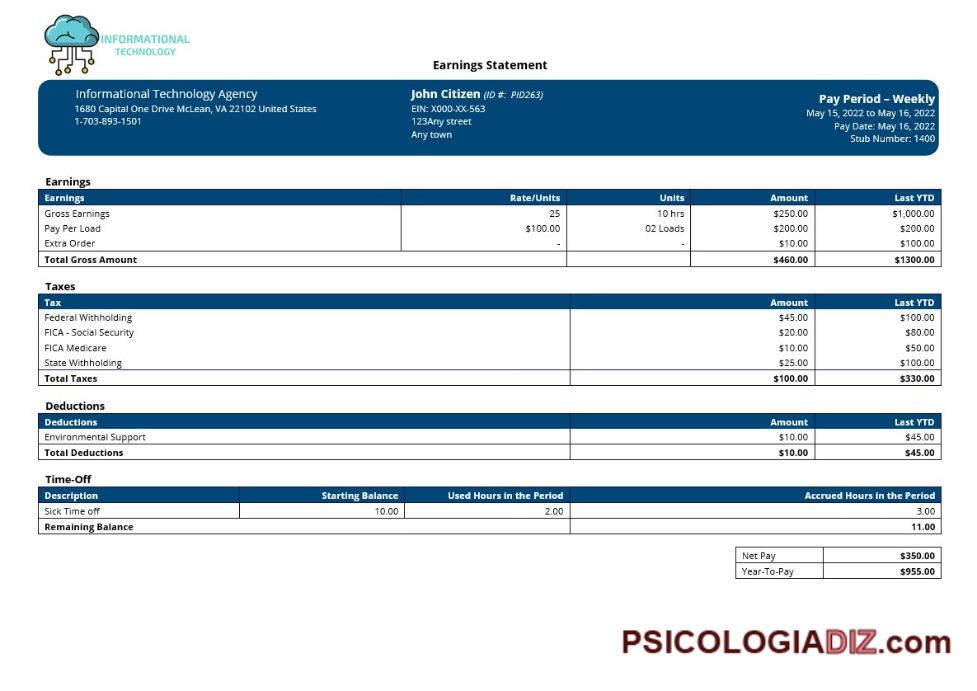 INFORMATIONAL
TECHNOLOGY
Earnings Statement
Informational Technology Agency
1680 Capital One Drive McLean, VA 22102 United States
1-703-893-1501
John Citizen (ID #: PID263)
EIN: X000-XX-563
123Any street
Any town
Pay Period – Weekly
May 15, 2022 to May 16, 2022
Pay Date: May 16, 2022
Stub Number: 1400
Earnings
Earnings Rate/Units Units Amount Last YTD
Gross Earnings 25 10 hrs $250.00 $1,000.00
Pay Per Load $100.00 02 Loads $200.00 $200.00
Extra Order - - $10.00 $100.00
Total Gross Amount $460.00 $1300.00
Taxes
Tax Amount Last YTD
Federal Withholding $45.00 $100.00
FICA - Social Security $20.00 $80.00
FICA Medicare $10.00 $50.00
State Withholding $25.00 $100.00
Total Taxes $100.00 $330.00
Deductions
Deductions Amount Last YTD
Environmental Support $10.00 $45.00
Total Deductions $10.00 $45.00
Time-Off
Description Starting Balance Used Hours in the Period Accrued Hours in the Period
Sick Time off 10.00 2.00 3.00
Remaining Balance 11.00
Net Pay $350.00
Year-To-Pay $955.00
PSICOLOGIADIZ.com